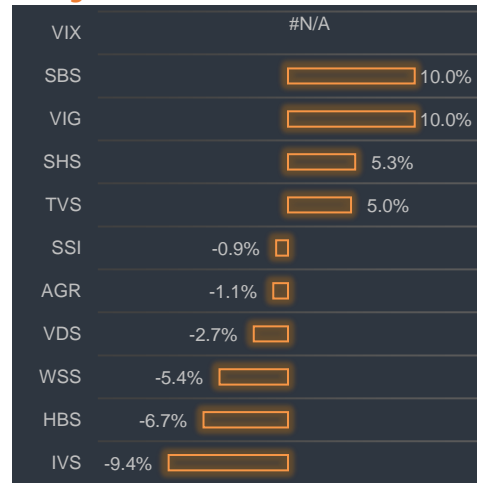 VIX #N/A
SBS 10.0%
VIG 10.0%
SHS 5.3%
TVS 5.0%
SSI -0.9%
AGR -1.1%
VDS -2.7%
WSS -5.4%
HBS -6.7%
IVS -9.4%